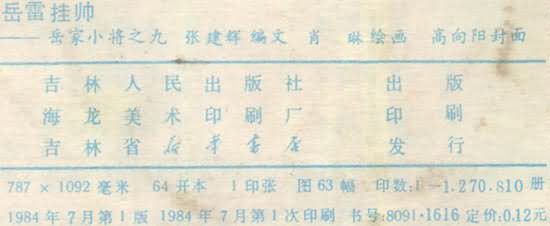 岳雷挂帅
——岳家小将之九 张建辉编文 肖 琳绘画 高向阳封面
吉林人民出版社 出版
海龙美术印刷厂 印刷
吉林省新华书店 发行
787×1092毫米 64开本 1印张 图63幅 印数:1—1.270.810册
1984年7月第1版 1984年7月第1次印刷 书号:8091·1616 定价:0.12元